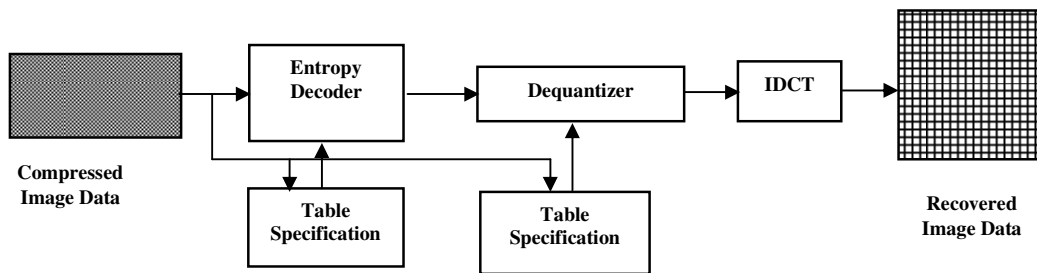 Entropy
Decoder
Dequantizer
IDCT
Compressed
Image Data
Table
Specification
Table
Specification
Recovered
Image Data